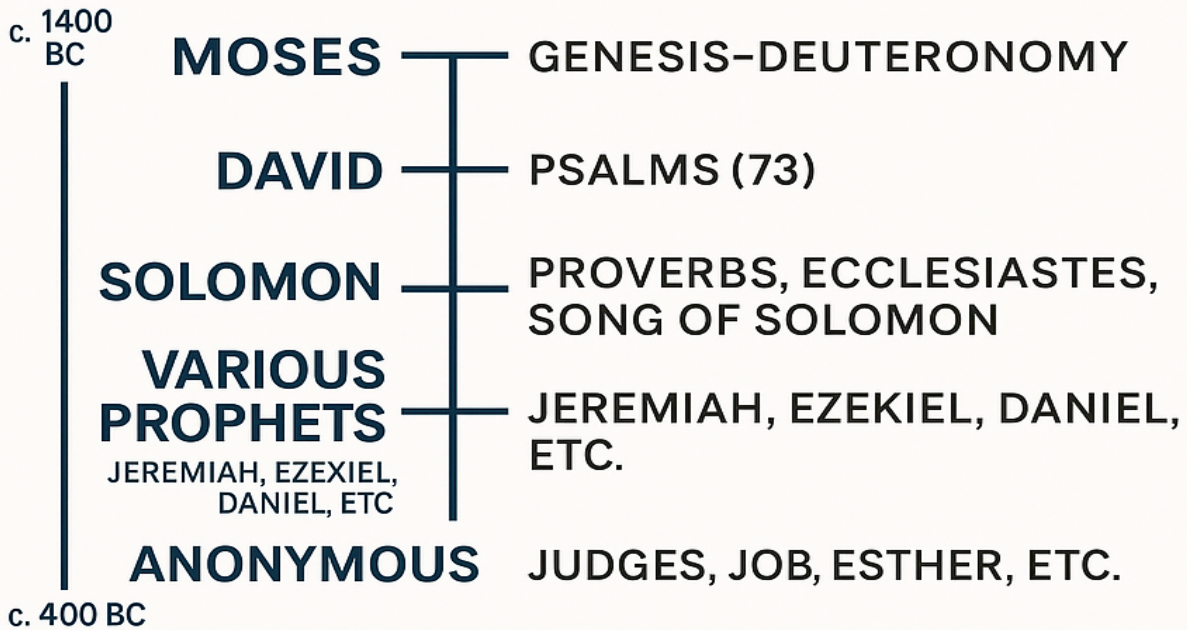 c. 1400
BC
MOSES GENESIS–DEUTERONOMY
DAVID PSALMS (73)
SOLOMON PROVERBS, ECCLESIASTES,
SONG OF SOLOMON
VARIOUS
PROPHETS JEREMIAH, EZEKIEL, DANIEL,
ETC.
JEREMIAH, EZEXIEL,
DANIEL, ETC
ANONYMOUS JUDGES, JOB, ESTHER, ETC.
c. 400 BC